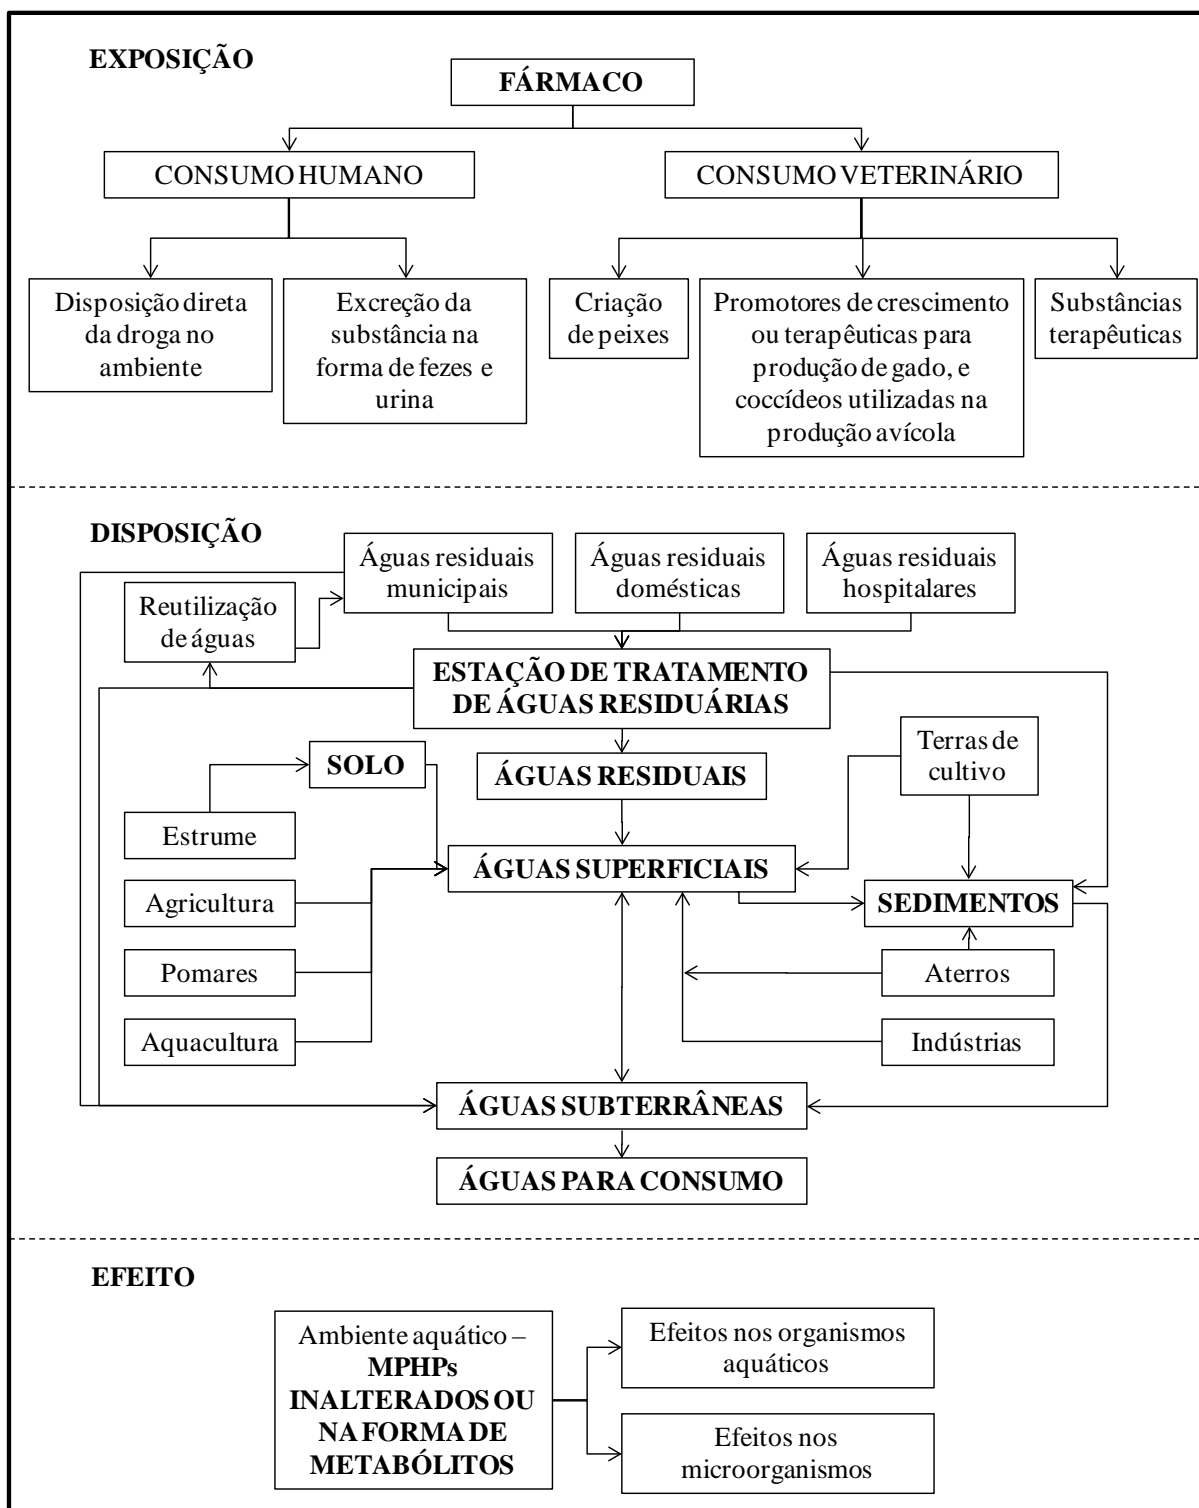 EXPOSIÇÃO
FÁRMACO
CONSUMO HUMANO
CONSUMO VETERINÁRIO
Disposição direta
da droga no
ambiente
Excreção da
substância na
forma de fezes e
urina
Criação
de peixes
Promotores de crescimento
ou terapêuticas para
produção de gado, e
coccídeos utilizadas na
produção avícola
Substâncias
terapêuticas
DISPOSIÇÃO
Águas residuais
municipais
Águas residuais
domésticas
Águas residuais
hospitalares
Reutilização
de águas
ESTAÇÃO DE TRATAMENTO
DE ÁGUAS RESIDUÁRIAS
SOLO
ÁGUAS RESIDUAIS
Terras de
cultivo
Estrume
ÁGUAS SUPERFICIAIS
Agricultura
SEDIMENTOS
Pomares
Aterros
Aquacultura
Indústrias
ÁGUAS SUBTERRÂNEAS
ÁGUAS PARA CONSUMO
EFEITO
Ambiente aquático –
MPHPs
INALTERADOS OU
NA FORMA DE
METABÓLITOS
Efeitos nos organismos
aquáticos
Efeitos nos
microorganismos